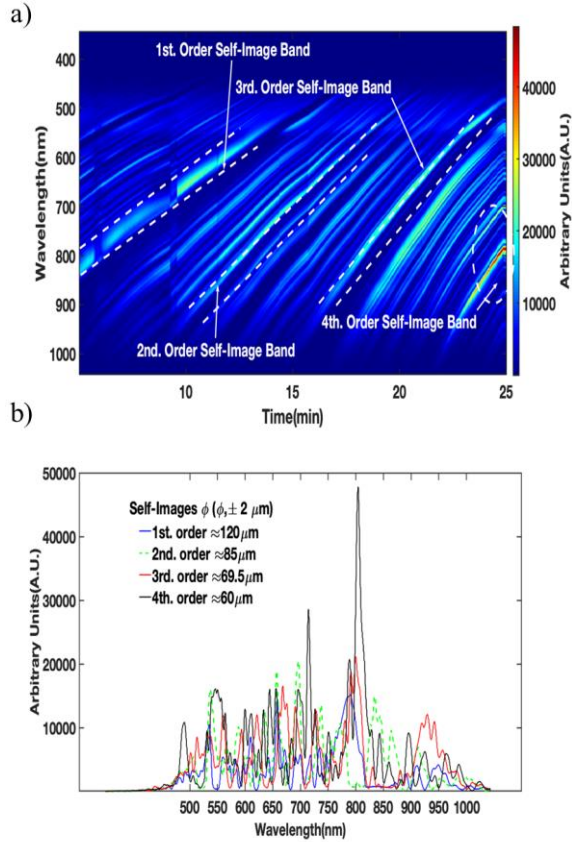 a)
1st. Order Self-Image Band
3rd. Order Self-Image Band
4th. Order
Self-Image Band
2nd. Order Self-Image Band
400
500
600
700
800
900
1000
Wavelength(nm)
10
15
20
25
Time(min)
40000
30000
20000
10000
Arbitrary Units(A.U.)
b)
50000
40000
30000
20000
10000
Arbitrary Units(A.U.)
Self-Images ϕ (ϕ,± 2 μm)
1st. order ≈120μm
2nd. order ≈85μm
3rd. order ≈69.5μm
4th. order ≈60μm
500 550 600 650 700 750 800 850 900 950 1000
Wavelength(nm)